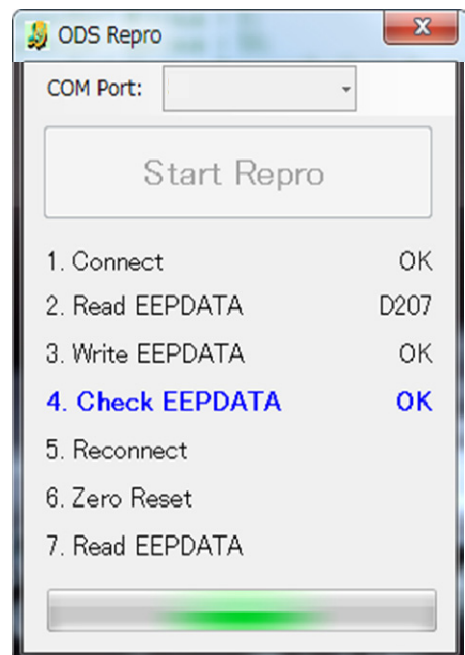 ODS Repro
COM Port:
Start Repro
1. Connect OK
2. Read EEPDATA D207
3. Write EEPDATA OK
4. Check EEPDATA OK
5. Reconnect
6. Zero Reset
7. Read EEPDATA